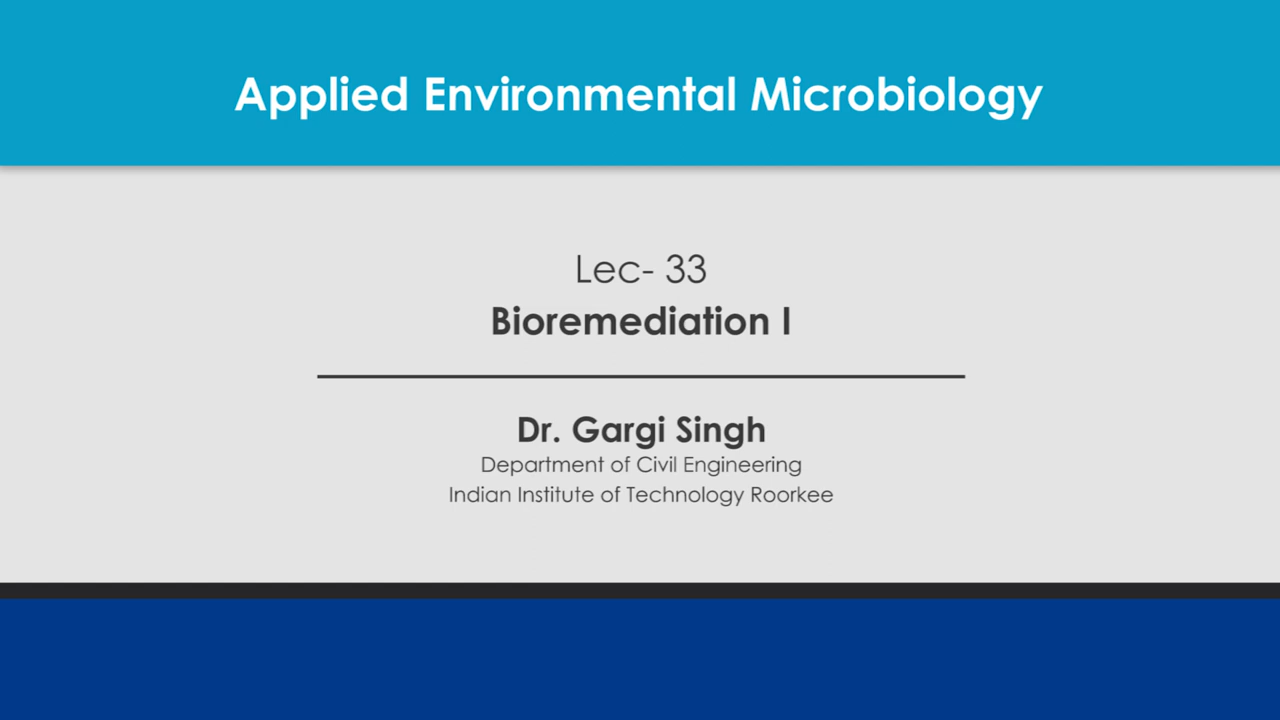 Applied Environmental Microbiology
Lec- 33
Bioremediation I
Dr. Gargi Singh
Department of Civil Engineering
Indian Institute of Technology Roorkee